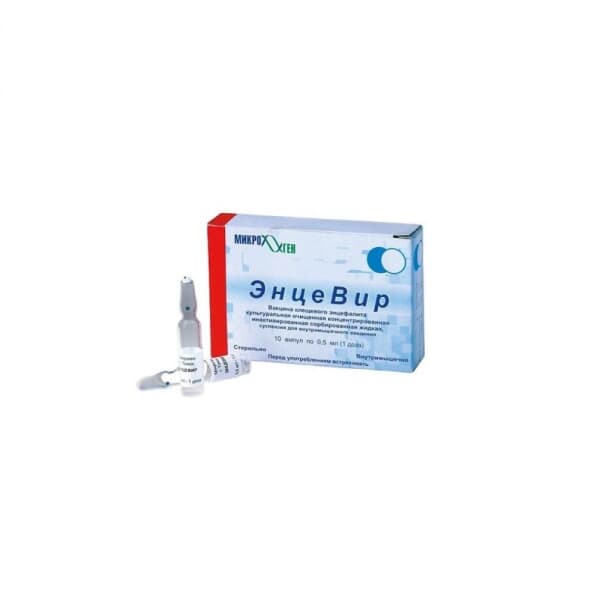 МИКРОГЕН
ЭнцеВир
Вакцина клещевого энцефалита
культуральная очищенная концентрированная
инактивированная сорбированная жидкая,
суспензия для внутримышечного введения
10 ампул по 0,5 мл (1 доза)
Стерильно
Внутримышечно
Перед употреблением встряхнуть